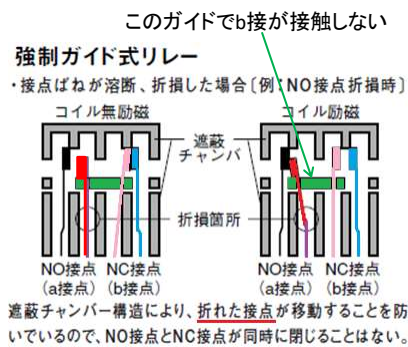 このガイドでb接が接触しない
強制ガイド式リレー
・接点ばねが溶断、折損した場合〔例:NO接点折損時〕
コイル無励磁
コイル励磁
遮蔽
チャンバ
折損箇所
NO接点
(a接点)
NC接点
(b接点)
NO接点
(a接点)
NC接点
(b接点)
遮蔽チャンバー構造により、折れた接点が移動することを防
いでいるので、NO接点とNC接点が同時に閉じることはない。